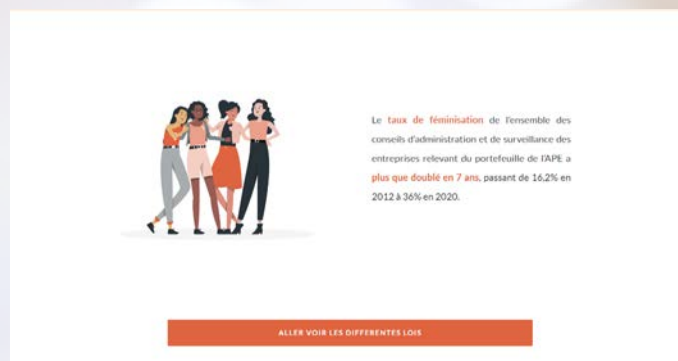 Le taux de féminisation de l'ensemble des
conseils d'administration et de surveillance des
entreprises relevant du portefeuille de l'APE a
plus que doublé en 7 ans, passant de 16,2% en
2012 à 36% en 2020.
ALLER VOIR LES DIFFERENTES LOIS